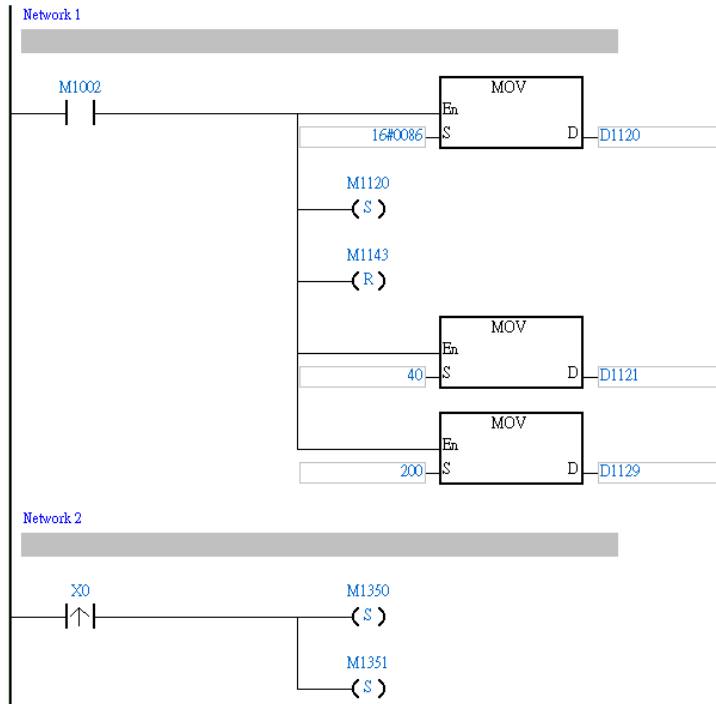 Network 1
M1002
MOV
En
16#0086 S D D1120
M1120
( S )
M1143
( R )
MOV
En
40 S D D1121
MOV
En
200 S D D1129
Network 2
X0 M1350
( S )
M1351
( S )